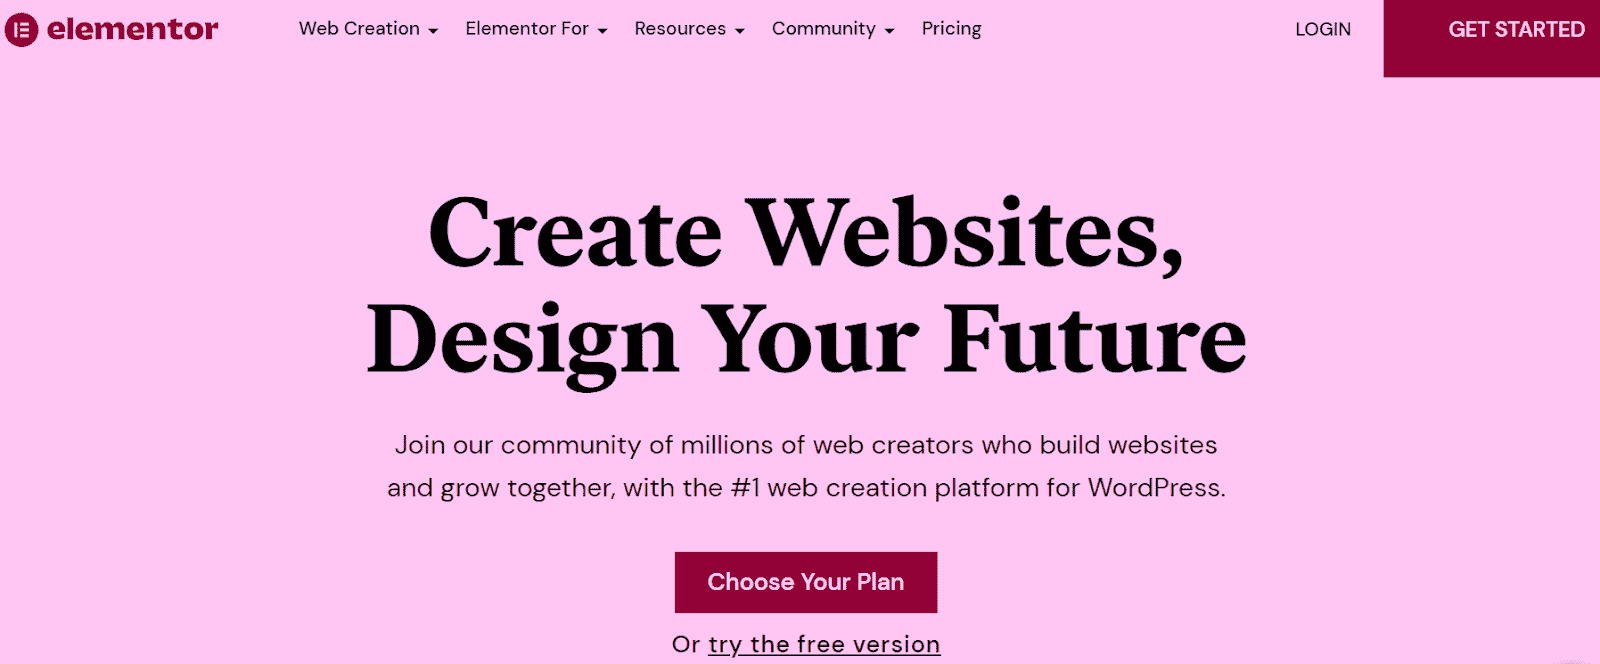 elementor Web Creation Elementor For Resources Community Pricing LOGIN GET STARTED
Create Websites,
Design Your Future
Join our community of millions of web creators who build websites
and grow together, with the #1 web creation platform for WordPress.
Choose Your Plan
Or try the free version